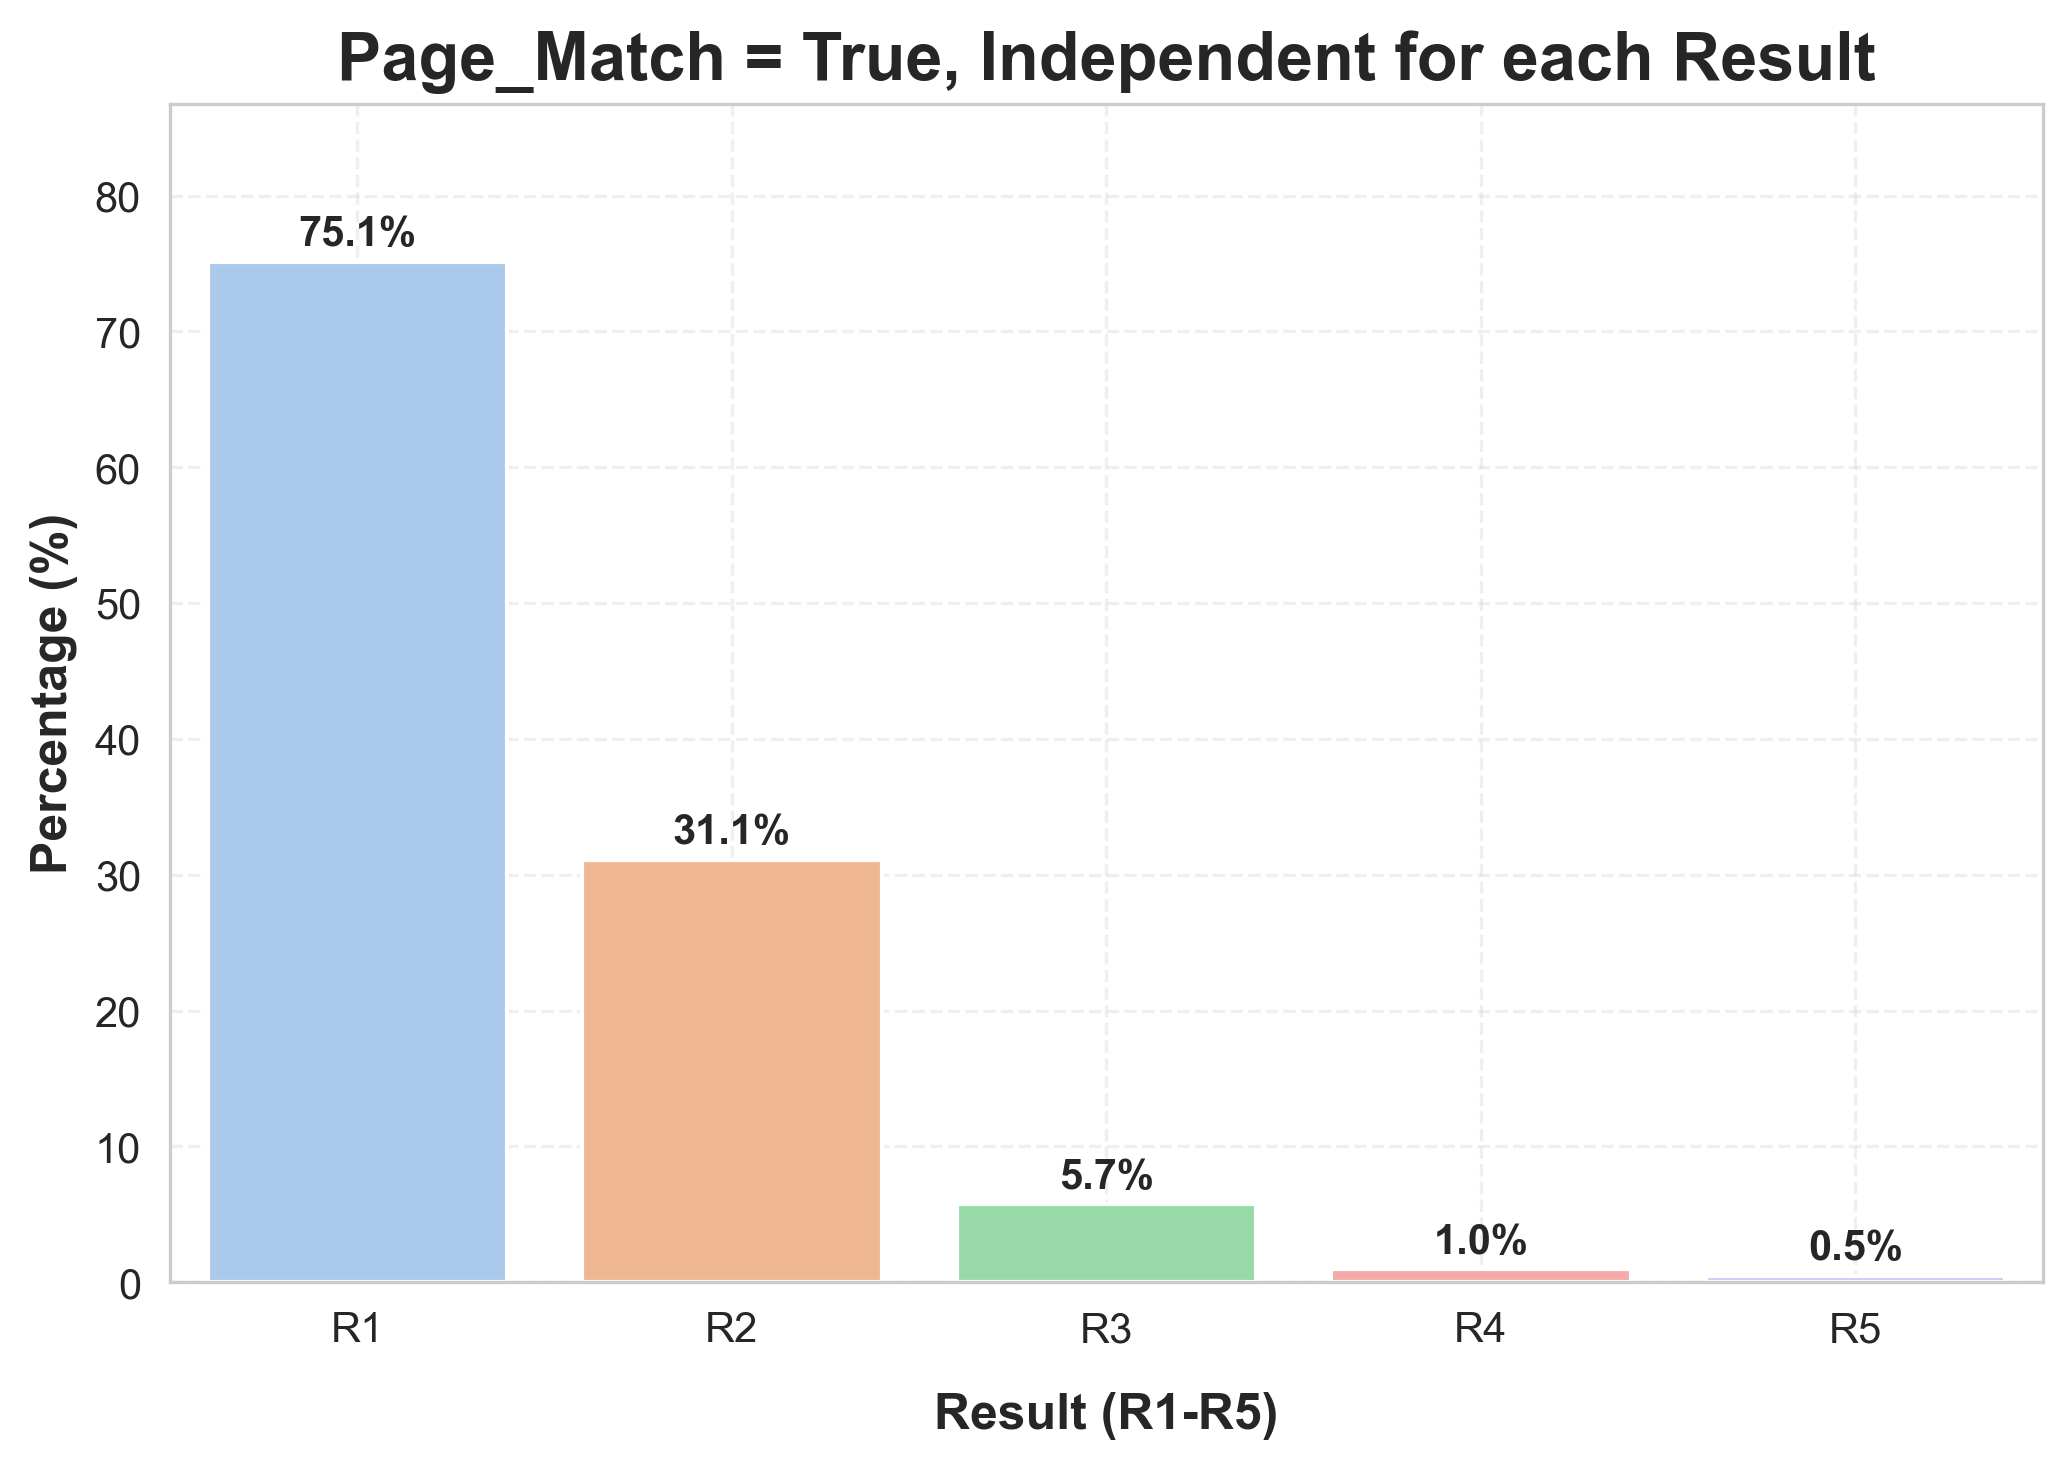 Page_Match = True, Independent for each Result
80
70
60
50
40
30
20
10
0
Percentage (%)
75.1%
31.1%
5.7%
1.0%
0.5%
R1
R2
R3
R4
R5
Result (R1-R5)